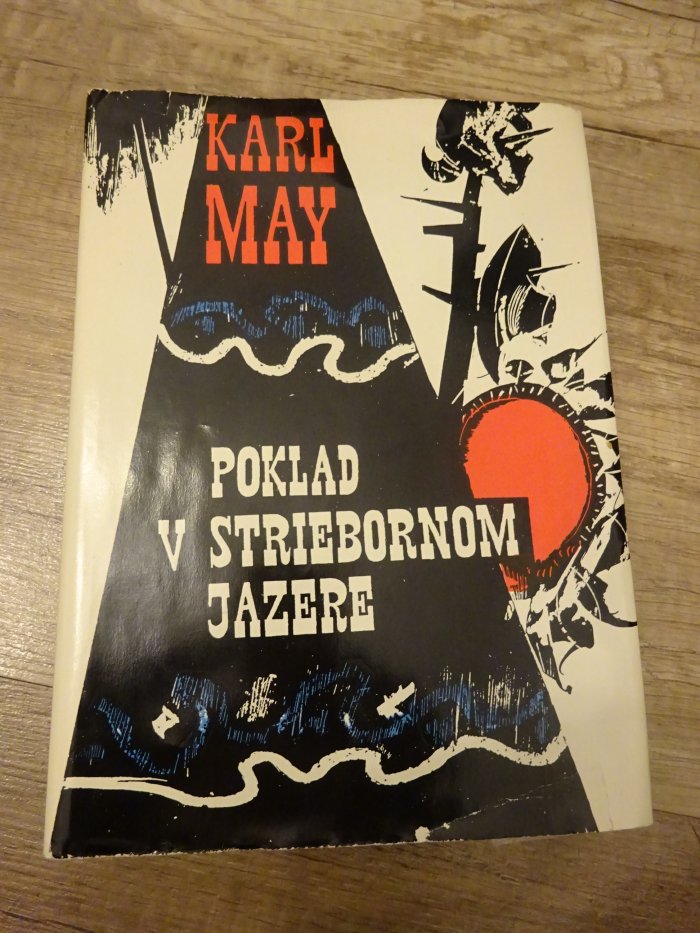 KARL
MAY
POKLAD
V STRIEBORNOM
JAZERE